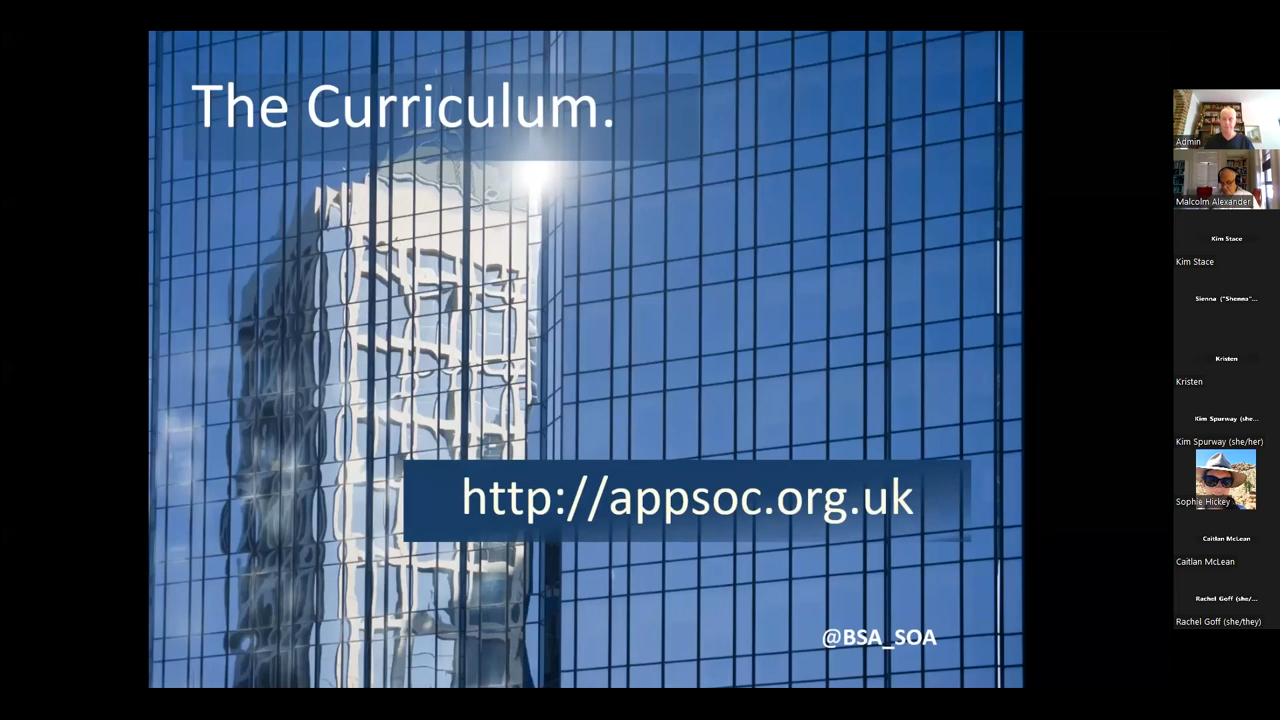 The Curriculum.
http://appsoc.org.uk
@BSA_SOA
Admin
Malcolm Alexander
Kim Stace
Kim Stace
Sienna ("Shenna"...
Kristen
Kristen
Kim Spurway (she...
Kim Spurway (she/her)
Sophie Hickey
Caitlan McLean
Caitlan McLean
Rachel Goff (she/...
Rachel Goff (she/they)